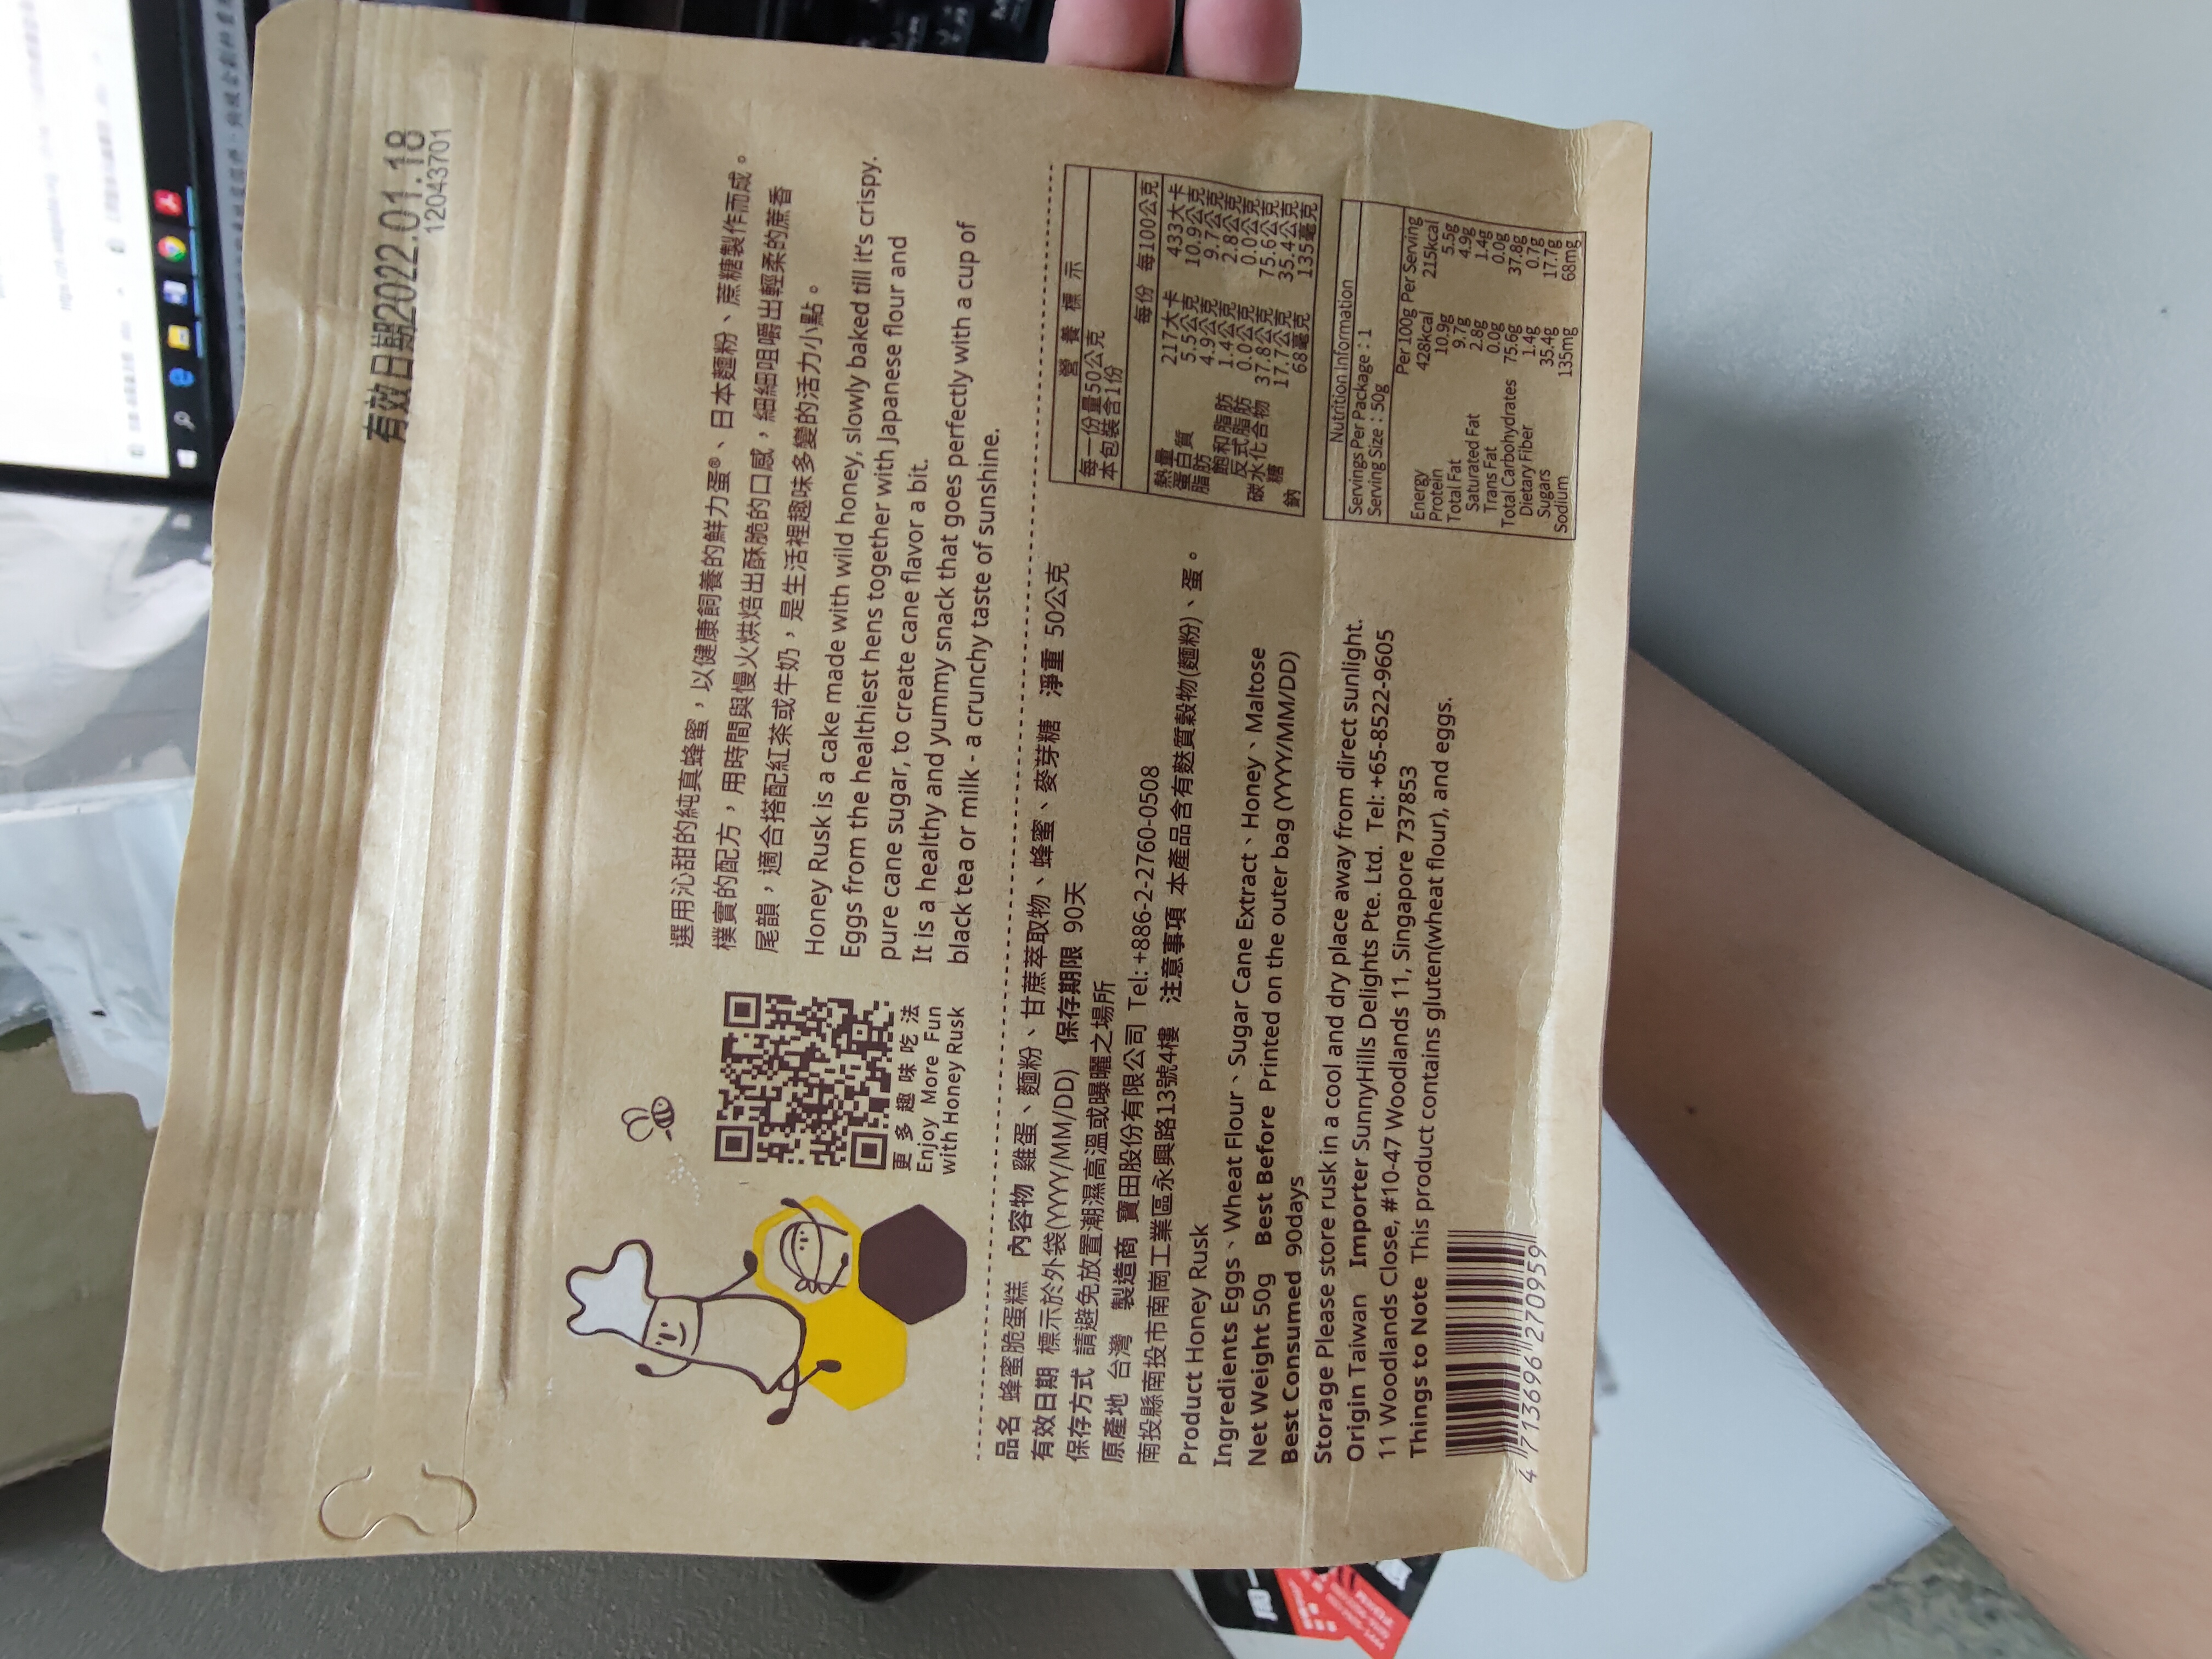 有效日期2022.01.18
12043701
選用沁甜的純真蜂蜜，以健康飼養的鮮力蛋®、日本麵粉、蔗糖製作而成。
樸實的配方，用時間與慢火烘焙出酥脆的口感，細細咀嚼出輕柔的蔗香
尾韻，適合搭配紅茶或牛奶，是生活裡趣味多變的活力小點。
Honey Rusk is a cake made with wild honey, slowly baked till it's crispy.
Eggs from the healthiest hens together with Japanese flour and
pure cane sugar, to create cane flavor a bit.
It is a healthy and yummy snack that goes perfectly with a cup of
black tea or milk - a crunchy taste of sunshine.
更多趣味吃法
Enjoy More Fun
with Honey Rusk
品名 蜂蜜脆蛋糕 內容物 雞蛋、麵粉、甘蔗萃取物、蜂蜜、麥芽糖 淨重 50公克
有效日期 標示於外袋(YYYY/MM/DD) 保存期限 90天
保存方式 請避免放置潮濕高溫或曝曬之場所
原產地 台灣 製造商 寶田股份有限公司 Tel: +886-2-2760-0508
南投縣南投市南崗工業區永興路13號4樓 注意事項 本產品含有麩質穀物(麵粉)、蛋。
Product Honey Rusk
Ingredients Eggs、Wheat Flour、Sugar Cane Extract、Honey、Maltose
Net Weight 50g Best Before Printed on the outer bag (YYYY/MM/DD)
Best Consumed 90days
Storage Please store rusk in a cool and dry place away from direct sunlight.
Origin Taiwan Importer SunnyHills Delights Pte. Ltd. Tel: +65-8522-9605
11 Woodlands Close, #10-47 Woodlands 11, Singapore 737853
Things to Note This product contains gluten(wheat flour), and eggs.
4 713696 270959
營養標示
每一份量50公克
本包裝含1份
每份 每100公克
熱量 217大卡 433大卡
蛋白質 5.5公克 10.9公克
脂肪 4.9公克 9.7公克
飽和脂肪 1.4公克 2.8公克
反式脂肪 0.0公克 0.0公克
碳水化合物 37.8公克 75.6公克
糖 17.7公克 35.4公克
鈉 68毫克 135毫克
Nutrition Information
Servings Per Package：1
Serving Size：50g
Per 100g Per Serving
Energy 428kcal 215kcal
Protein 10.9g 5.5g
Total Fat 9.7g 4.9g
Saturated Fat 2.8g 1.4g
Trans Fat 0.0g 0.0g
Total Carbohydrates 75.6g 37.8g
Dietary Fiber 1.4g 0.7g
Sugars 35.4g 17.7g
Sodium 135mg 68mg